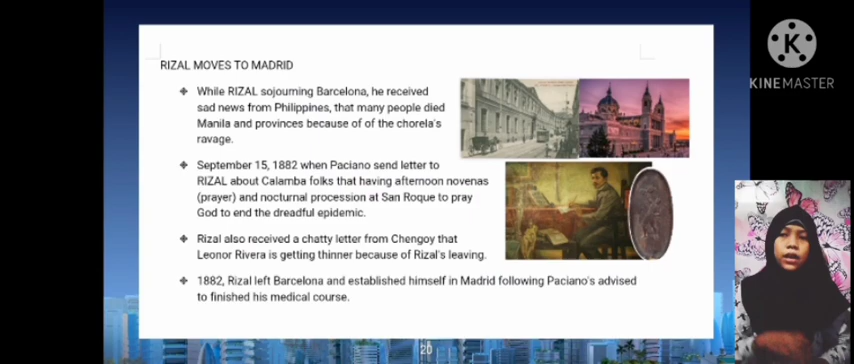 RIZAL MOVES TO MADRID
While RIZAL sojourning Barcelona, he received
sad news from Philippines, that many people died
Manila and provinces because of of the chorela's
ravage.
September 15, 1882 when Paciano send letter to
RIZAL about Calamba folks that having afternoon novenas
(prayer) and nocturnal procession at San Roque to pray
God to end the dreadful epidemic.
Rizal also received a chatty letter from Chengoy that
Leonor Rivera is getting thinner because of Rizal's leaving.
1882, Rizal left Barcelona and established himself in Madrid following Paciano's advised
to finished his medical course.
20
K
KINEMASTER